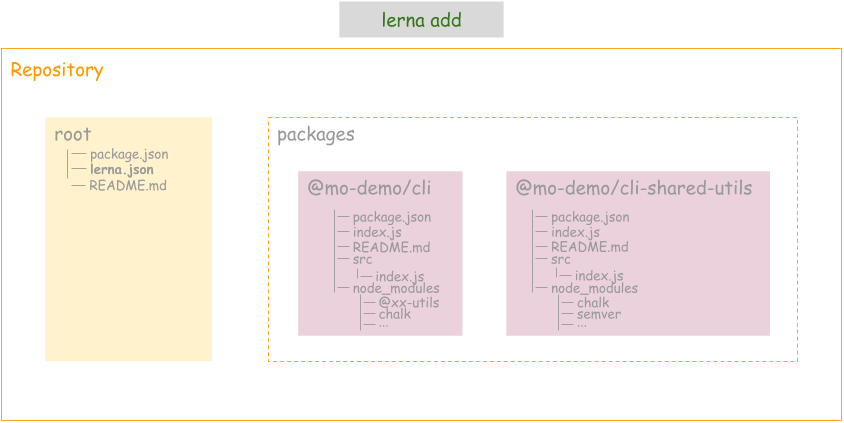 lerna add
Repository
root
package.json
lerna.json
README.md
packages
@mo-demo/cli
package.json
index.js
README.md
src
index.js
node_modules
@xx-utils
chalk
...
@mo-demo/cli-shared-utils
package.json
index.js
README.md
src
index.js
node_modules
chalk
semver
...